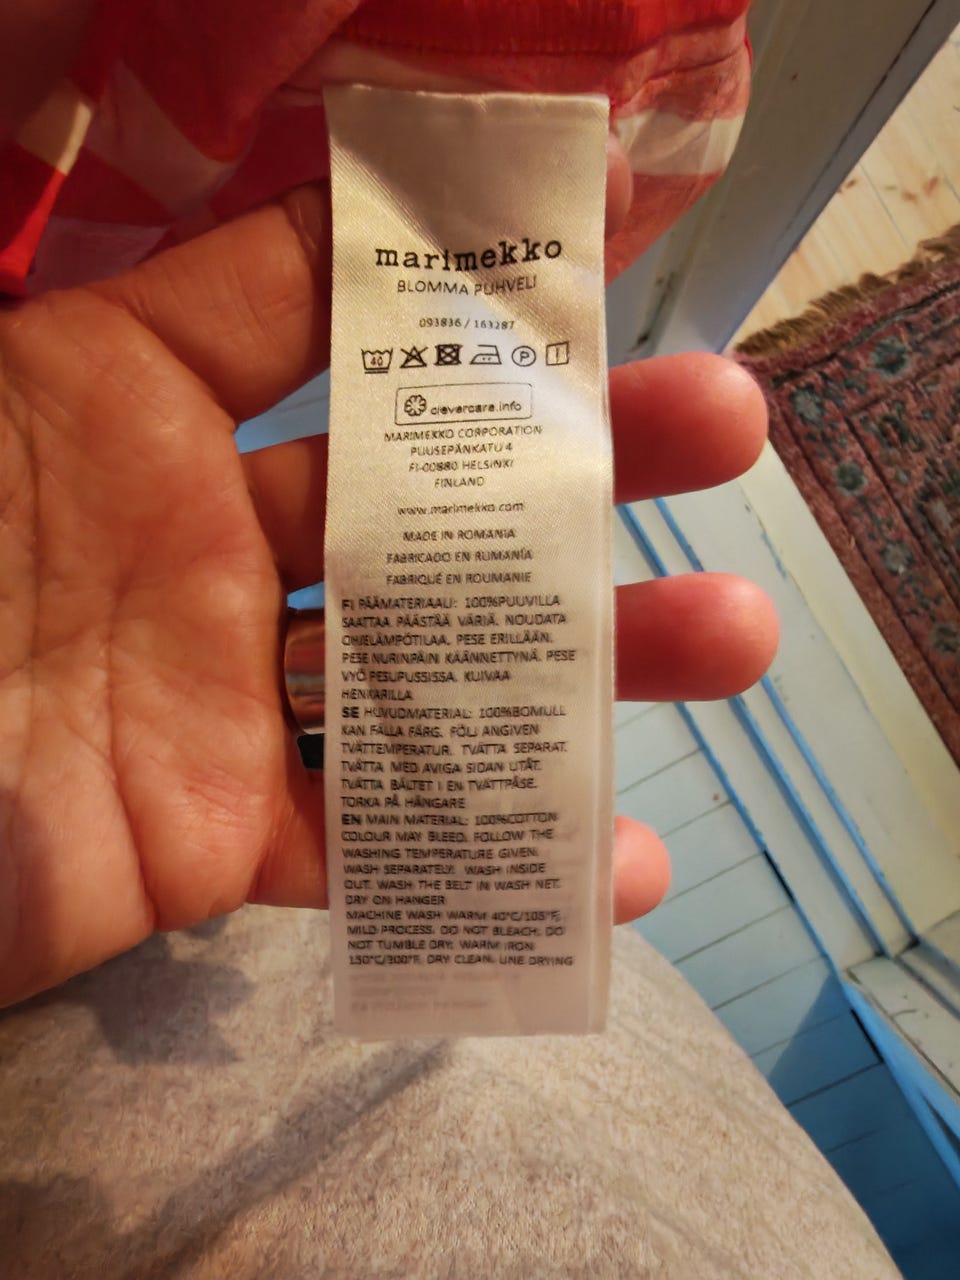 marimekko
BLOMMA PUHVELI
093836 / 163287
40
P
clevercare.info
MARIMEKKO CORPORATION
PUUSEPÄNKATU 4
FI-00880 HELSINKI
FINLAND
www.marimekko.com
MADE IN ROMANIA
FABRICADO EN RUMANÍA
FABRIQUÉ EN ROUMANIE
FI PÄÄMATERIAALI: 100%PUUVILLA
SAATTAA PÄÄSTÄÄ VÄRIÄ. NOUDATA
OHJELÄMPÖTILAA. PESE ERILLÄÄN.
PESE NURINPÄIN KÄÄNNETTYNÄ. PESE
VYÖ PESUPUSSISSA. KUIVAA
HENKARILLA
SE HUVUDMATERIAL: 100%BOMULL
KAN FÄLLA FÄRG. FÖLJ ANGIVEN
TVÄTTEMPERATUR. TVÄTTA SEPARAT.
TVÄTTA MED AVIGA SIDAN UTÅT.
TVÄTTA BÄLTET I EN TVÄTTPÅSE.
TORKA PÅ HÄNGARE
EN MAIN MATERIAL: 100%COTTON
COLOUR MAY BLEED. FOLLOW THE
WASHING TEMPERATURE GIVEN.
WASH SEPARATELY. WASH INSIDE
OUT. WASH THE BELT IN WASH NET.
DRY ON HANGER
MACHINE WASH WARM 40°C/105°F,
MILD PROCESS. DO NOT BLEACH. DO
NOT TUMBLE DRY. WARM IRON
150°C/300°F. DRY CLEAN. LINE DRYING